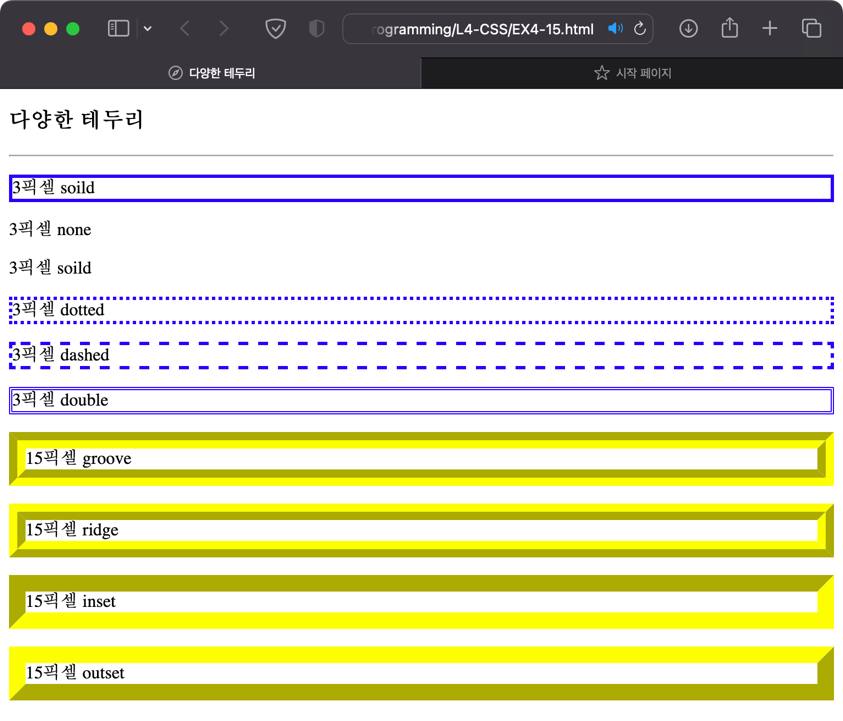 rogramming/L4-CSS/EX4-15.html
다양한 테두리
시작 페이지
다양한 테두리
3픽셀 soild
3픽셀 none
3픽셀 soild
3픽셀 dotted
3픽셀 dashed
3픽셀 double
15픽셀 groove
15픽셀 ridge
15픽셀 inset
15픽셀 outset